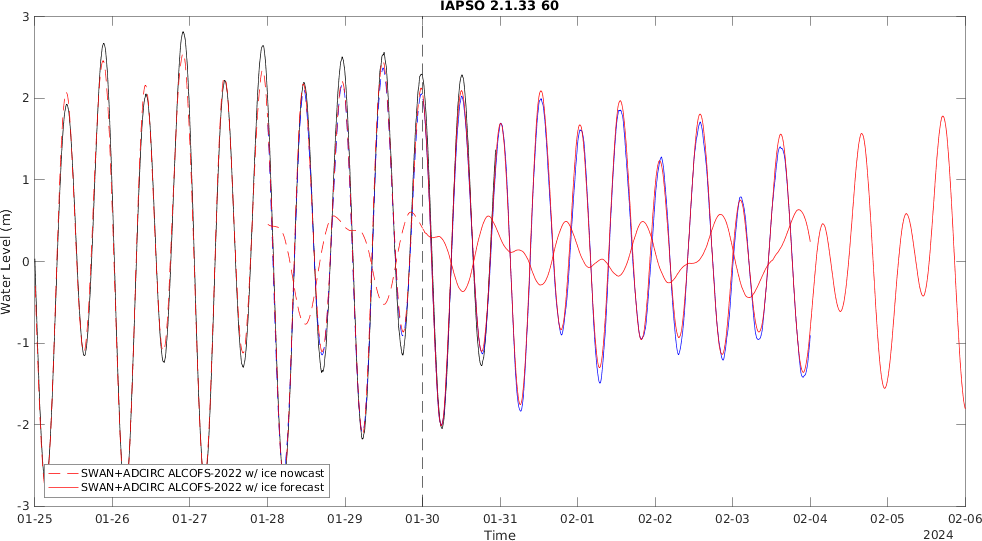 IAPSO 2.1.33 60
3
2
1
0
-1
-2
-3
Water Level (m)
SWAN+ADCIRC ALCOFS-2022 w/ ice nowcast
SWAN+ADCIRC ALCOFS-2022 w/ ice forecast
01-25 01-26 01-27 01-28 01-29 01-30 01-31 02-01 02-02 02-03 02-04 02-05 02-06
Time
2024